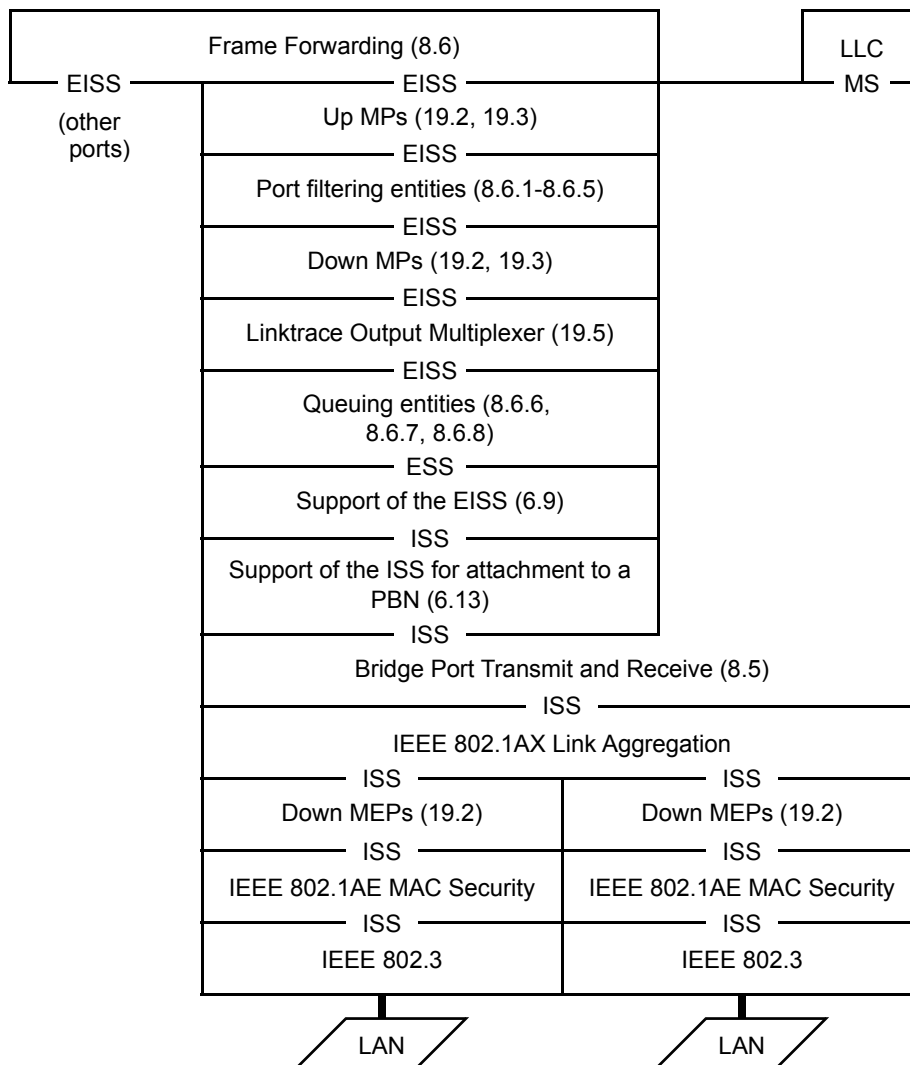 Frame Forwarding (8.6)
LLC
EISS
EISS
MS
(other
ports)
Up MPs (19.2, 19.3)
EISS
Port filtering entities (8.6.1-8.6.5)
EISS
Down MPs (19.2, 19.3)
EISS
Linktrace Output Multiplexer (19.5)
EISS
Queuing entities (8.6.6,
8.6.7, 8.6.8)
ESS
Support of the EISS (6.9)
ISS
Support of the ISS for attachment to a
PBN (6.13)
ISS
Bridge Port Transmit and Receive (8.5)
ISS
IEEE 802.1AX Link Aggregation
ISS
ISS
Down MEPs (19.2)
Down MEPs (19.2)
ISS
ISS
IEEE 802.1AE MAC Security
IEEE 802.1AE MAC Security
ISS
ISS
IEEE 802.3
IEEE 802.3
LAN
LAN